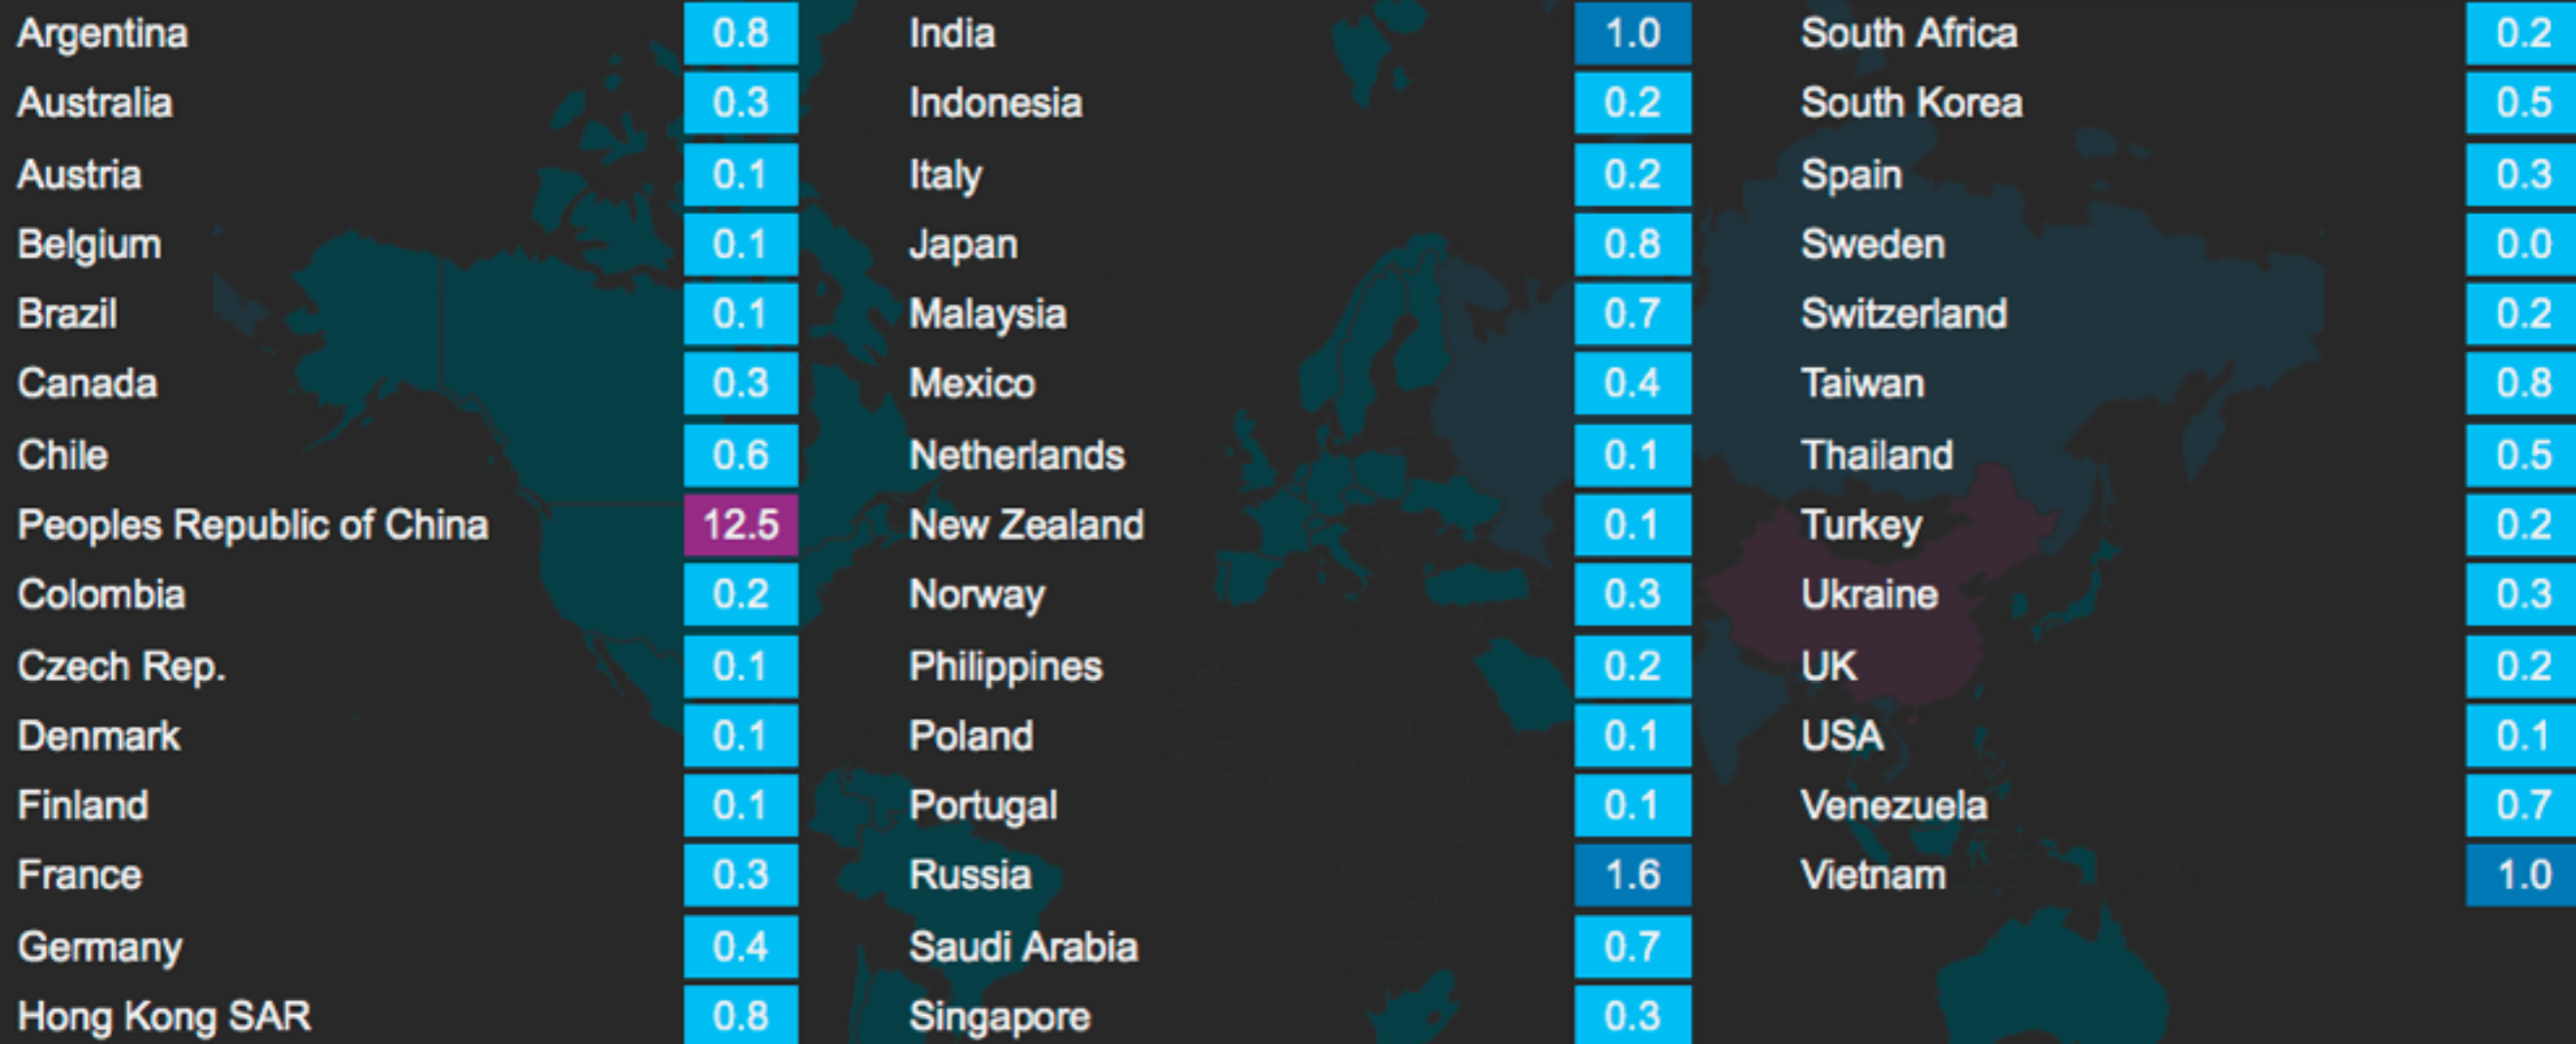 Argentina 0.8
Australia 0.3
Austria 0.1
Belgium 0.1
Brazil 0.1
Canada 0.3
Chile 0.6
Peoples Republic of China 12.5
Colombia 0.2
Czech Rep. 0.1
Denmark 0.1
Finland 0.1
France 0.3
Germany 0.4
Hong Kong SAR 0.8
India 1.0
Indonesia 0.2
Italy 0.2
Japan 0.8
Malaysia 0.7
Mexico 0.4
Netherlands 0.1
New Zealand 0.1
Norway 0.3
Philippines 0.2
Poland 0.1
Portugal 0.1
Russia 1.6
Saudi Arabia 0.7
Singapore 0.3
South Africa 0.2
South Korea 0.5
Spain 0.3
Sweden 0.0
Switzerland 0.2
Taiwan 0.8
Thailand 0.5
Turkey 0.2
Ukraine 0.3
UK 0.2
USA 0.1
Venezuela 0.7
Vietnam 1.0